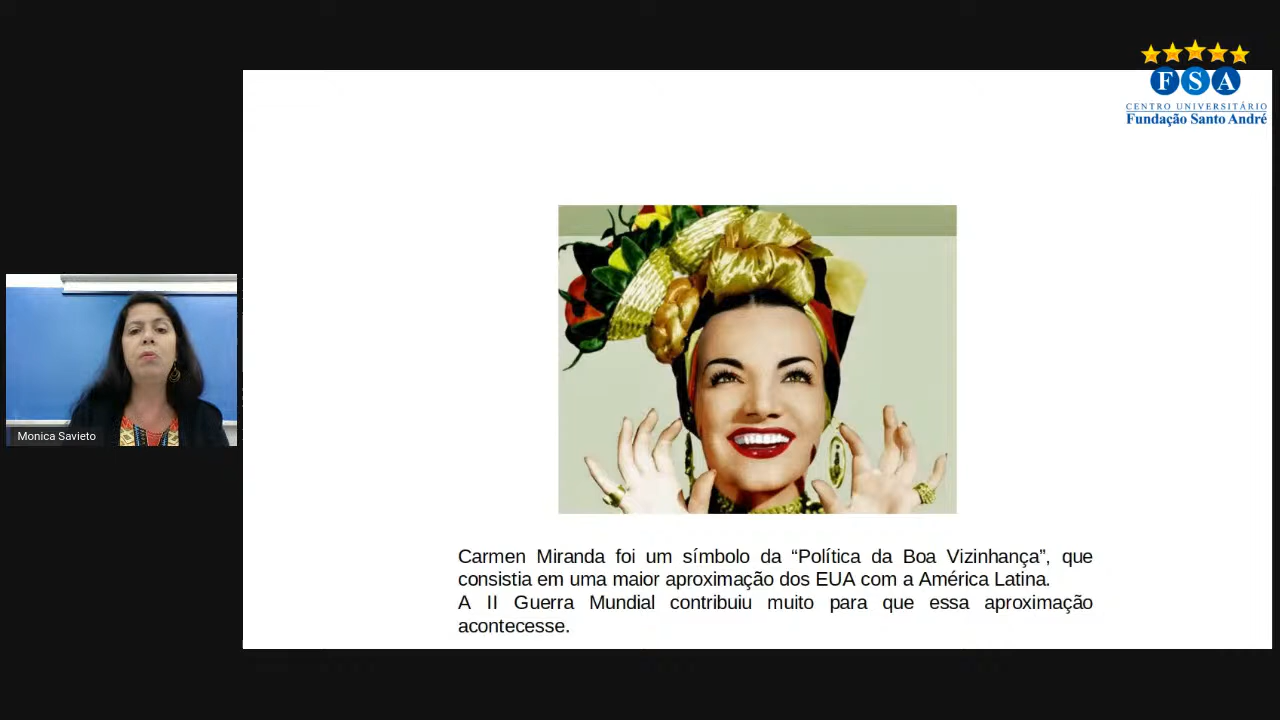 F S A
CENTRO UNIVERSITÁRIO
Fundação Santo André
Monica Savieto
Carmen Miranda foi um símbolo da “Política da Boa Vizinhança”, que
consistia em uma maior aproximação dos EUA com a América Latina.
A II Guerra Mundial contribuiu muito para que essa aproximação
acontecesse.